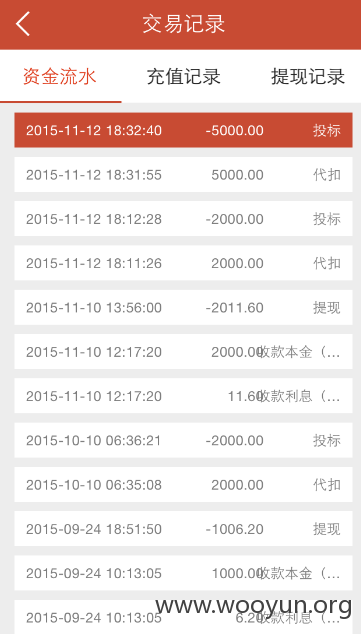 交易记录
资金流水 充值记录 提现记录
2015-11-12 18:32:40 -5000.00 投标
2015-11-12 18:31:55 5000.00 代扣
2015-11-12 18:12:28 -2000.00 投标
2015-11-12 18:11:26 2000.00 代扣
2015-11-10 13:56:00 -2011.60 提现
2015-11-10 12:17:20 2000.00 收款本金（...
2015-11-10 12:17:20 11.60 收款利息（...
2015-10-10 06:36:21 -2000.00 投标
2015-10-10 06:35:08 2000.00 代扣
2015-09-24 18:51:50 -1006.20 提现
2015-09-24 10:13:05 1000.00 收款本金（...
2015-09-24 10:13:05 6.20 收款利息（...
www.wooyun.org